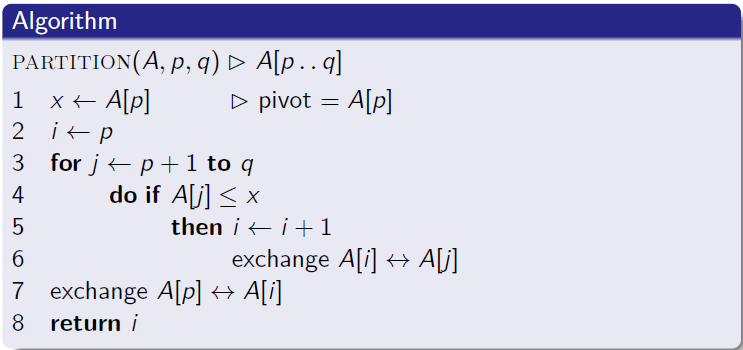 Algorithm
PARTITION(A, p, q) ▷ A[p . . q]
1 x ← A[p] ▷ pivot = A[p]
2 i ← p
3 for j ← p + 1 to q
4 do if A[j] ≤ x
5 then i ← i + 1
6 exchange A[i] ↔ A[j]
7 exchange A[p] ↔ A[i]
8 return i